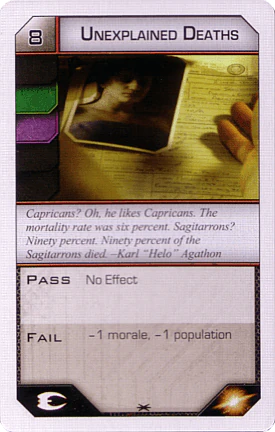 8
UNEXPLAINED DEATHS
Capricans? Oh, he likes Capricans. The
mortality rate was six percent. Sagitarrons?
Ninety percent. Ninety percent of the
Sagitarrons died. –Karl "Helo" Agathon
PASS No Effect
FAIL –1 morale, –1 population